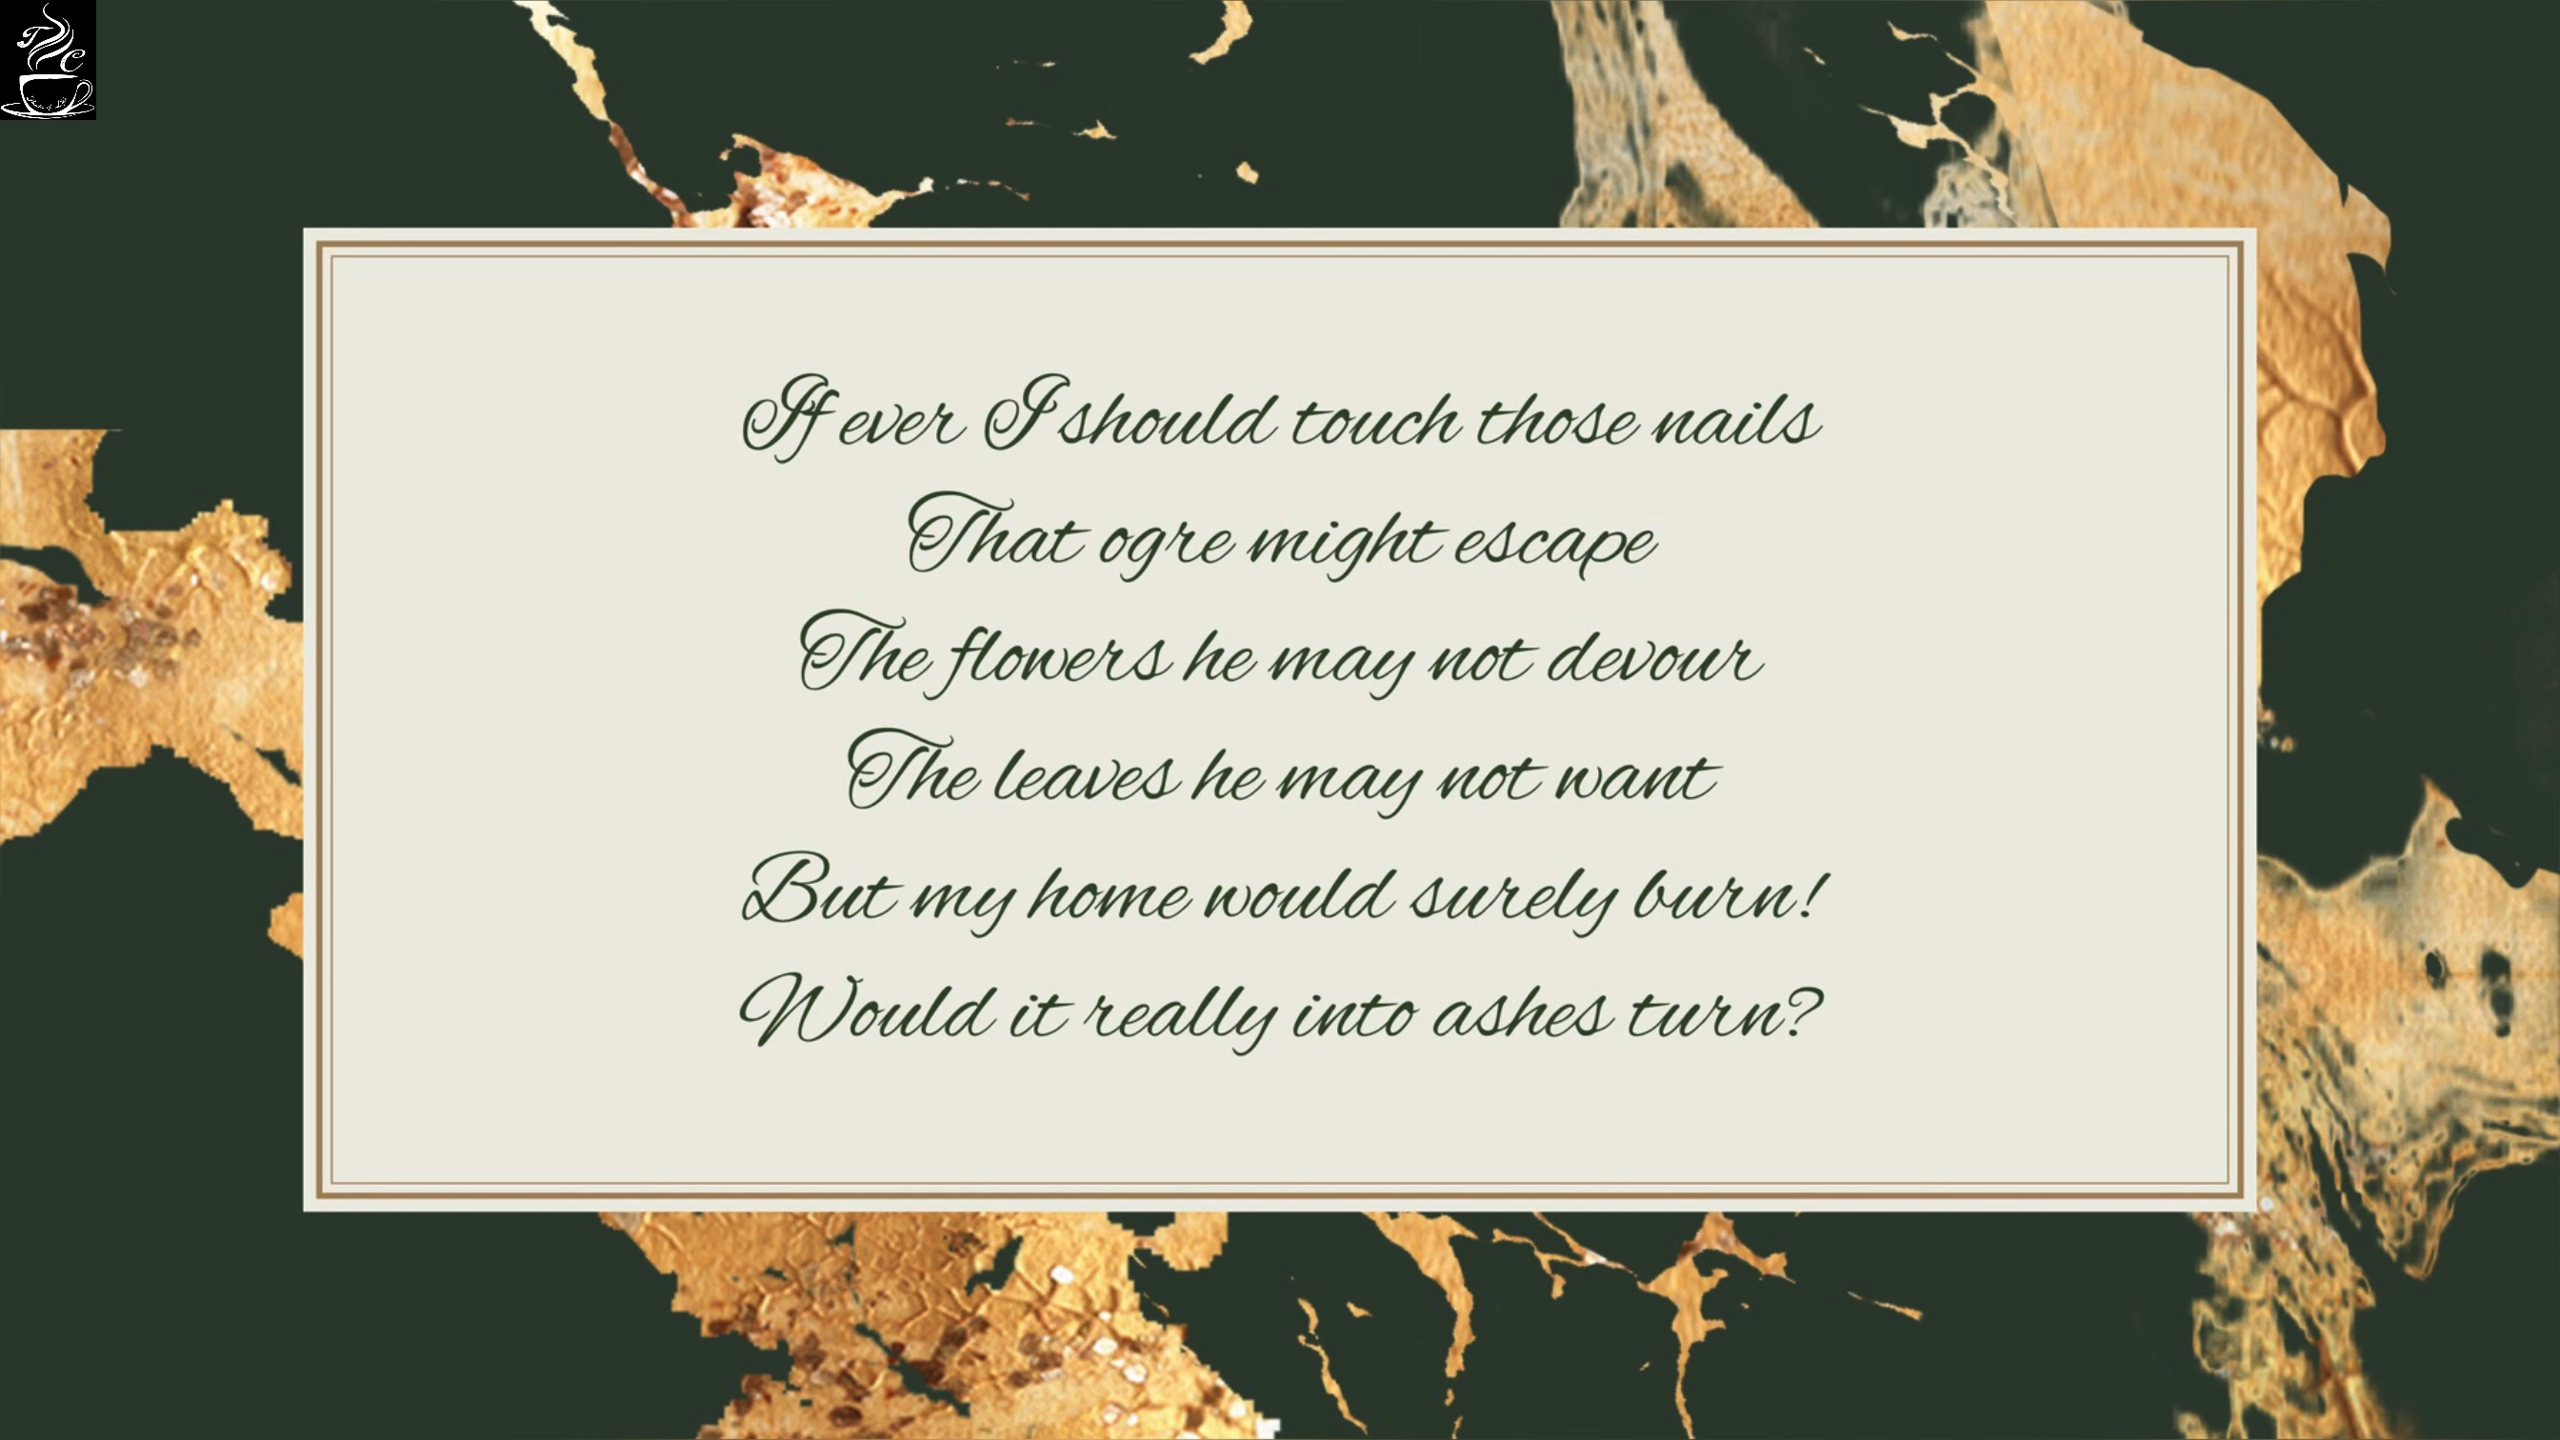 T C
If ever I should touch those nails
That ogre might escape
The flowers he may not devour
The leaves he may not want
But my home would surely burn!
Would it really into ashes turn?